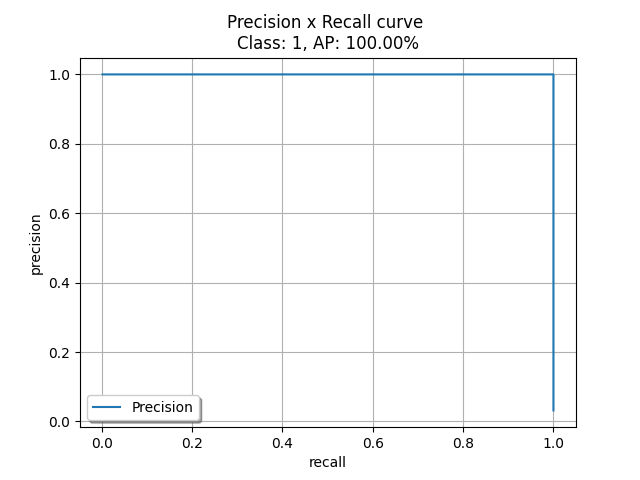 Precision x Recall curve
Class: 1, AP: 100.00%
1.0
0.8
0.6
0.4
0.2
0.0
precision
Precision
0.0 0.2 0.4 0.6 0.8 1.0
recall